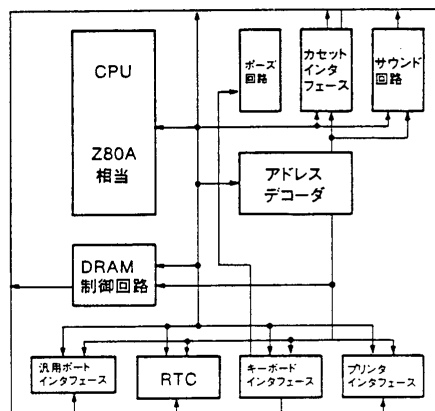 CPU
Z80A
相当
ポーズ
回路
カセット
インタ
フェース
サウンド
回路
アドレス
デコーダ
DRAM
制御回路
汎用ポート
インタフェース
RTC
キーボード
インタフェース
プリンタ
インタフェース